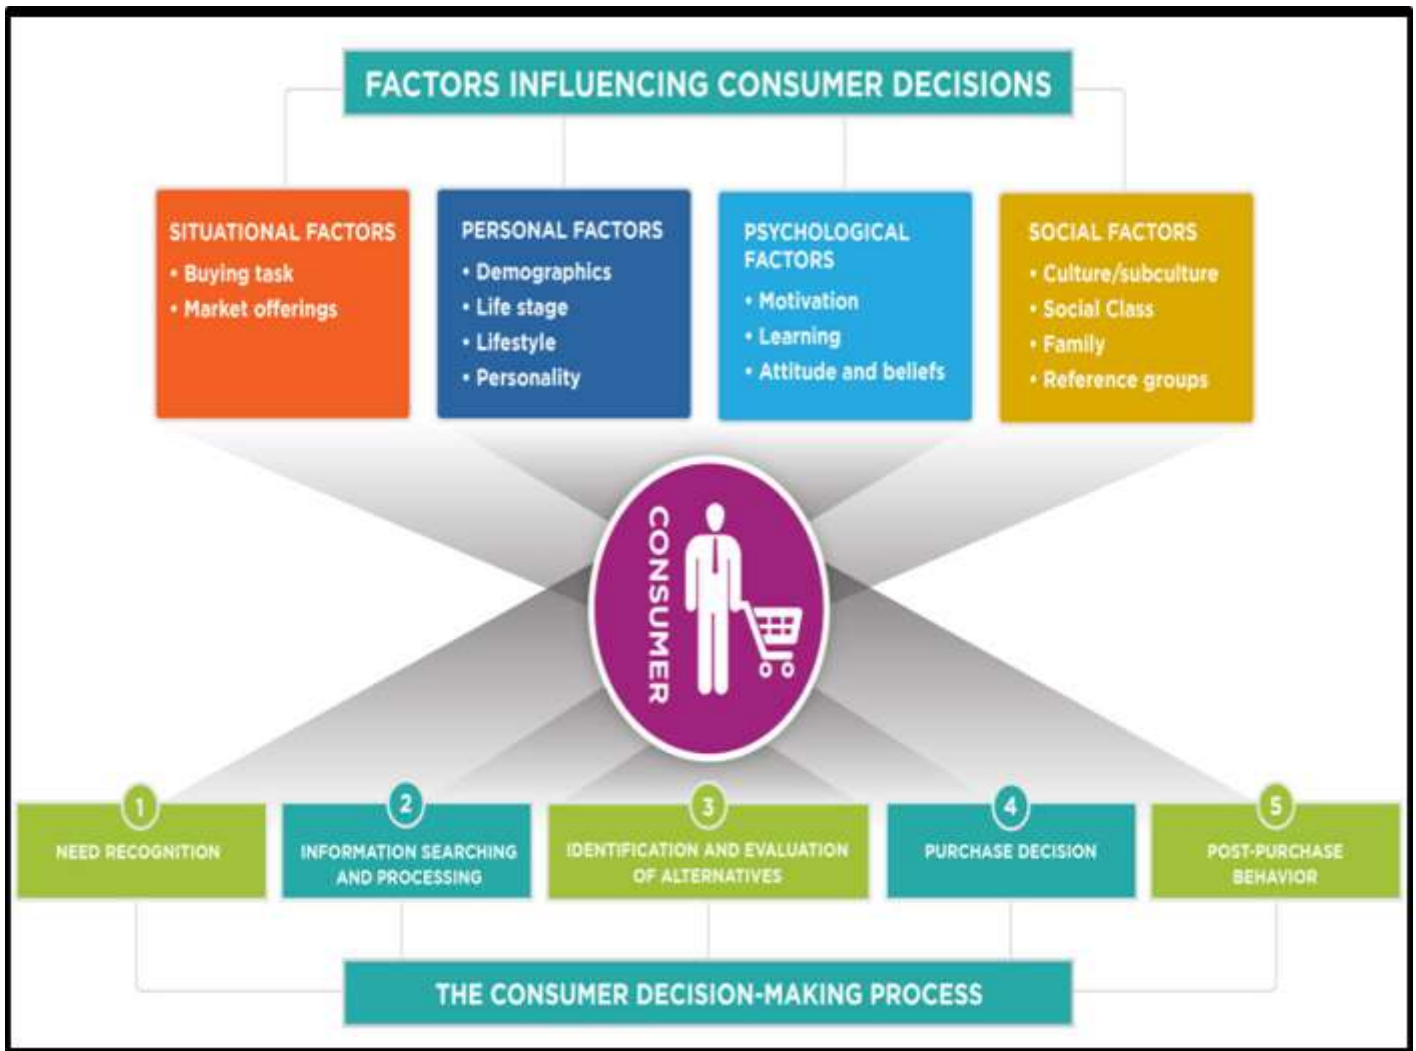 FACTORS INFLUENCING CONSUMER DECISIONS
SITUATIONAL FACTORS
• Buying task
• Market offerings
PERSONAL FACTORS
• Demographics
• Life stage
• Lifestyle
• Personality
PSYCHOLOGICAL
FACTORS
• Motivation
• Learning
• Attitude and beliefs
SOCIAL FACTORS
• Culture/subculture
• Social Class
• Family
• Reference groups
CONSUMER
1
NEED RECOGNITION
2
INFORMATION SEARCHING
AND PROCESSING
3
IDENTIFICATION AND EVALUATION
OF ALTERNATIVES
4
PURCHASE DECISION
5
POST-PURCHASE
BEHAVIOR
THE CONSUMER DECISION-MAKING PROCESS